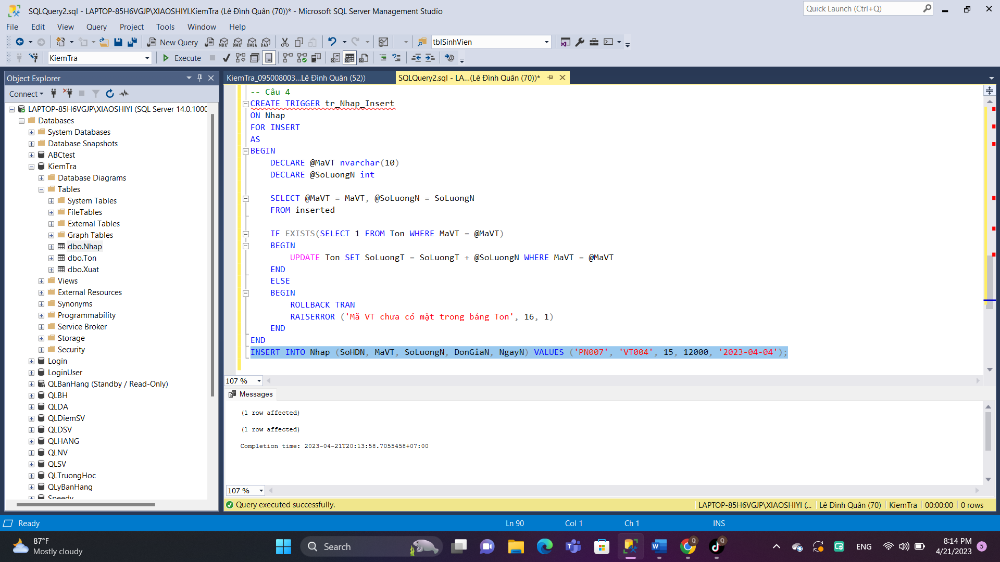 SQLQuery2.sql - LAPTOP-85H6VGJP\XIAOSHIYI.KiemTra (Lê Đình Quân (70))* - Microsoft SQL Server Management Studio
Quick Launch (Ctrl+Q)
File Edit View Query Project Tools Window Help
New Query
MDX DMX XMLA DAX
tblSinhVien
KiemTra
Execute
Object Explorer
KiemTra_095008003...Lê Đình Quân (52))
SQLQuery2.sql - LA...(Lê Đình Quân (70))*
Connect
LAPTOP-85H6VGJP\XIAOSHIYI (SQL Server 14.0.1000
Databases
System Databases
Database Snapshots
ABCtest
KiemTra
Database Diagrams
Tables
System Tables
FileTables
External Tables
Graph Tables
dbo.Nhap
dbo.Ton
dbo.Xuat
Views
External Resources
Synonyms
Programmability
Service Broker
Storage
Security
Login
LoginUser
QLBanHang (Standby / Read-Only)
QLBH
QLDA
QLDiemSV
QLDSV
QLHANG
QLNV
QLSV
QLTruongHoc
QLyBanHang
Speedy
-- Câu 4
CREATE TRIGGER tr_Nhap_Insert
ON Nhap
FOR INSERT
AS
BEGIN
DECLARE @MaVT nvarchar(10)
DECLARE @SoLuongN int
SELECT @MaVT = MaVT, @SoLuongN = SoLuongN
FROM inserted
IF EXISTS(SELECT 1 FROM Ton WHERE MaVT = @MaVT)
BEGIN
UPDATE Ton SET SoLuongT = SoLuongT + @SoLuongN WHERE MaVT = @MaVT
END
ELSE
BEGIN
ROLLBACK TRAN
RAISERROR ('Mã VT chưa có mặt trong bảng Ton', 16, 1)
END
END
INSERT INTO Nhap (SoHDN, MaVT, SoLuongN, DonGiaN, NgayN) VALUES ('PN007', 'VT004', 15, 12000, '2023-04-04');
107 %
Messages
(1 row affected)
(1 row affected)
Completion time: 2023-04-21T20:13:58.7055458+07:00
107 %
Query executed successfully.
LAPTOP-85H6VGJP\XIAOSHIYI (... Lê Đình Quân (70) KiemTra 00:00:00 0 rows
Ready
Ln 90 Col 1 Ch 1 INS
87°F
Mostly cloudy
Search
ENG
8:14 PM
4/21/2023
5